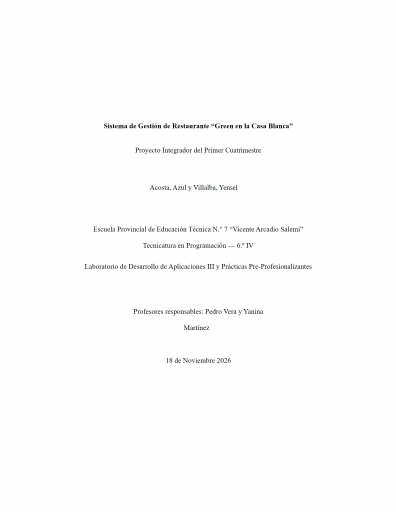 Sistema de Gestión de Restaurante “Green en la Casa Blanca”
Proyecto Integrador del Primer Cuatrimestre
Acosta, Azul y Villalba, Yensel
Escuela Provincial de Educación Técnica N.° 7 “Vicente Arcadio Salemi”
Tecnicatura en Programación — 6.º IV
Laboratorio de Desarrollo de Aplicaciones III y Prácticas Pre-Profesionalizantes
Profesores responsables: Pedro Vera y Yanina
Martinez
18 de Noviembre 2026